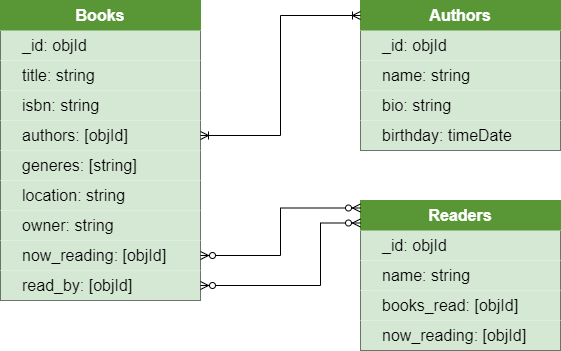 Books
_id: objId
title: string
isbn: string
authors: [objId]
generes: [string]
location: string
owner: string
now_reading: [objId]
read_by: [objId]
Authors
_id: objId
name: string
bio: string
birthday: timeDate
Readers
_id: objId
name: string
books_read: [objId]
now_reading: [objId]